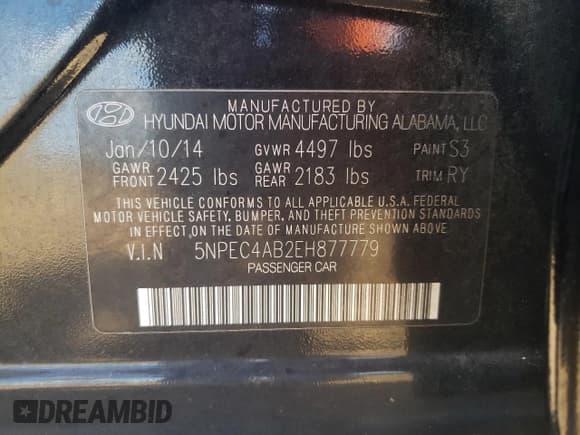 MANUFACTURED BY
HYUNDAI MOTOR MANUFACTURING ALABAMA, LLC
Jan/10/14 GVWR 4497 lbs PAINT S3
GAWR FRONT 2425 lbs GAWR REAR 2183 lbs TRIM RY
THIS VEHICLE CONFORMS TO ALL APPLICABLE U.S.A. FEDERAL
MOTOR VEHICLE SAFETY, BUMPER, AND THEFT PREVENTION STANDARDS
IN EFFECT, ON THE DATE OF MANUFACTURE SHOWN ABOVE.
V.I.N 5NPEC4AB2EH877779
PASSENGER CAR
DREAMBID